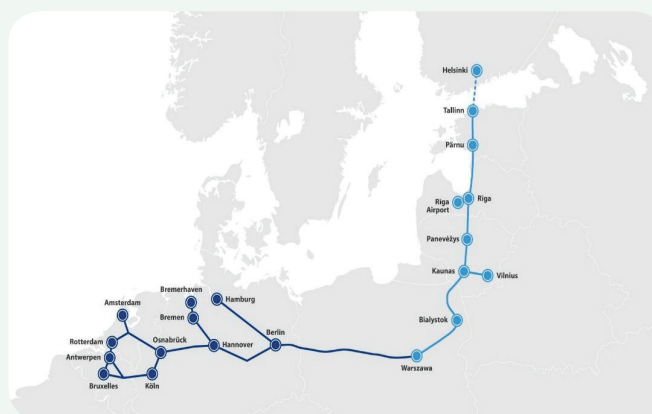 Helsinki
Tallinn
Pärnu
Riga
Riga
Airport
Panevėžys
Kaunas
Vilnius
Bialystok
Warszawa
Bremerhaven
Hamburg
Amsterdam
Bremen
Berlin
Rotterdam
Osnabrück
Hannover
Antwerpen
Bruxelles
Köln